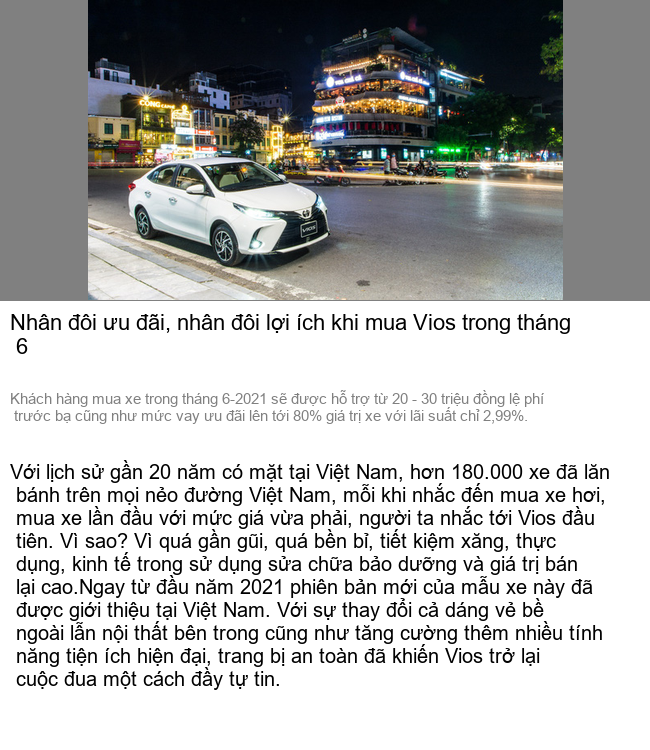 VIOS
Nhân đôi ưu đãi, nhân đôi lợi ích khi mua Vios trong tháng
6
Khách hàng mua xe trong tháng 6-2021 sẽ được hỗ trợ từ 20 - 30 triệu đồng lệ phí
trước bạ cũng như mức vay ưu đãi lên tới 80% giá trị xe với lãi suất chỉ 2,99%.
Với lịch sử gần 20 năm có mặt tại Việt Nam, hơn 180.000 xe đã lăn
bánh trên mọi nẻo đường Việt Nam, mỗi khi nhắc đến mua xe hơi,
mua xe lần đầu với mức giá vừa phải, người ta nhắc tới Vios đầu
tiên. Vì sao? Vì quá gần gũi, quá bền bỉ, tiết kiệm xăng, thực
dụng, kinh tế trong sử dụng sửa chữa bảo dưỡng và giá trị bán
lại cao.Ngay từ đầu năm 2021 phiên bản mới của mẫu xe này đã
được giới thiệu tại Việt Nam. Với sự thay đổi cả dáng vẻ bề
ngoài lẫn nội thất bên trong cũng như tăng cường thêm nhiều tính
năng tiện ích hiện đại, trang bị an toàn đã khiến Vios trở lại
cuộc đua một cách đầy tự tin.